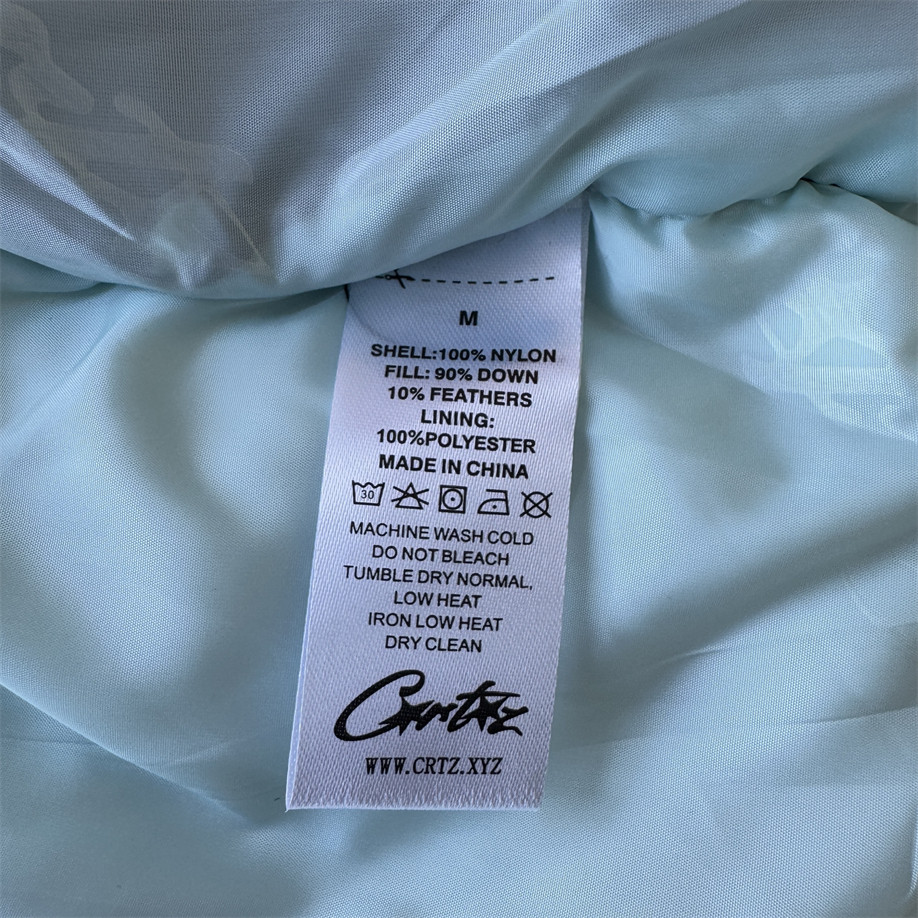 M
SHELL:100% NYLON
FILL: 90% DOWN
10% FEATHERS
LINING:
100%POLYESTER
MADE IN CHINA
30
MACHINE WASH COLD
DO NOT BLEACH
TUMBLE DRY NORMAL,
LOW HEAT
IRON LOW HEAT
DRY CLEAN
Corteiz
WWW.CRTZ.XYZ